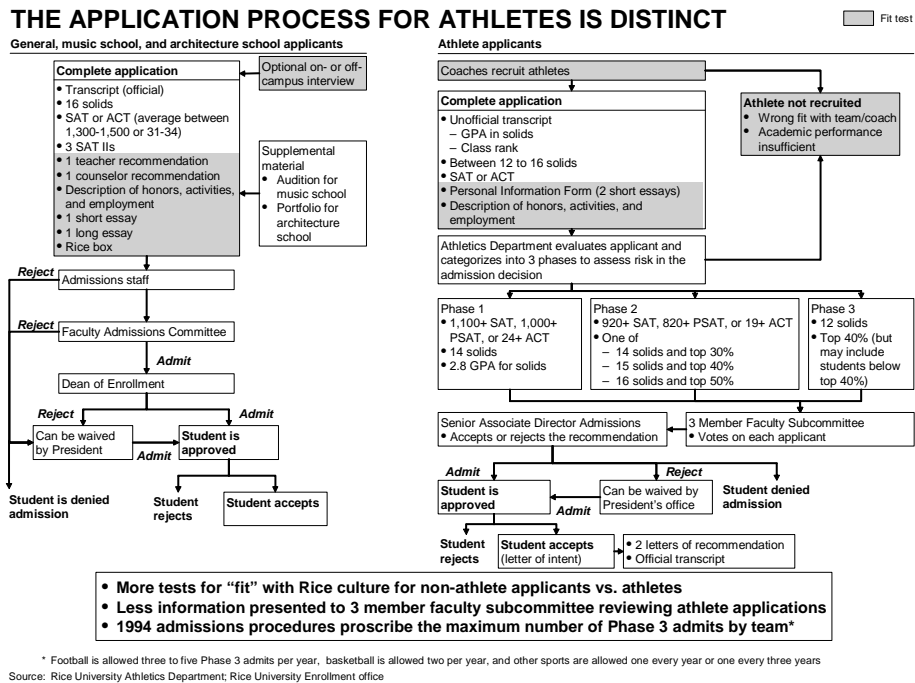 THE APPLICATION PROCESS FOR ATHLETES IS DISTINCT
Fit test
General, music school, and architecture school applicants
Complete application
• Transcript (official)
• 16 solids
• SAT or ACT (average between
1,300-1,500 or 31-34)
• 3 SAT IIs
• 1 teacher recommendation
• 1 counselor recommendation
• Description of honors, activities,
and employment
• 1 short essay
• 1 long essay
• Rice box
Optional on- or off-
campus interview
Supplemental
material
• Audition for
music school
• Portfolio for
architecture
school
Reject
Admissions staff
Reject
Faculty Admissions Committee
Admit
Dean of Enrollment
Reject
Admit
Can be waived
by President
Admit
Student is
approved
Student is denied
admission
Student
rejects
Student accepts
Athlete applicants
Coaches recruit athletes
Complete application
• Unofficial transcript
– GPA in solids
– Class rank
• Between 12 to 16 solids
• SAT or ACT
• Personal Information Form (2 short essays)
• Description of honors, activities, and
employment
Athlete not recruited
• Wrong fit with team/coach
• Academic performance
insufficient
Athletics Department evaluates applicant and
categorizes into 3 phases to assess risk in the
admission decision
Phase 1
• 1,100+ SAT, 1,000+
PSAT, or 24+ ACT
• 14 solids
• 2.8 GPA for solids
Phase 2
• 920+ SAT, 820+ PSAT, or 19+ ACT
• One of
– 14 solids and top 30%
– 15 solids and top 40%
– 16 solids and top 50%
Phase 3
• 12 solids
• Top 40% (but
may include
students below
top 40%)
Senior Associate Director Admissions
• Accepts or rejects the recommendation
3 Member Faculty Subcommittee
• Votes on each applicant
Admit
Reject
Student is
approved
Admit
Can be waived by
President's office
Student denied
admission
Student
rejects
Student accepts
(letter of intent)
• 2 letters of recommendation
• Official transcript
• More tests for “fit” with Rice culture for non-athlete applicants vs. athletes
• Less information presented to 3 member faculty subcommittee reviewing athlete applications
• 1994 admissions procedures proscribe the maximum number of Phase 3 admits by team*
* Football is allowed three to five Phase 3 admits per year, basketball is allowed two per year, and other sports are allowed one every year or one every three years
Source: Rice University Athletics Department; Rice University Enrollment office